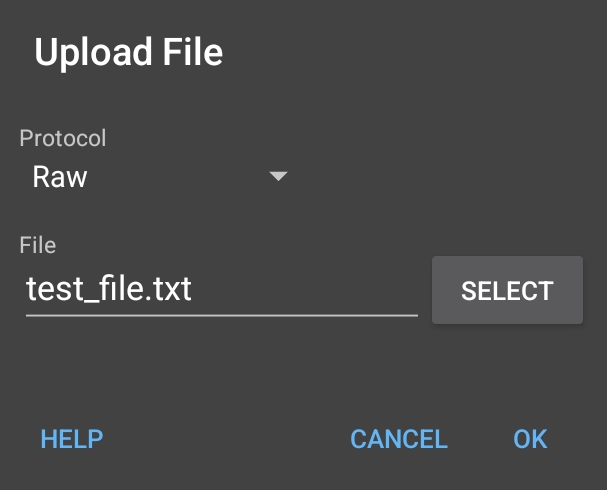 Upload File
Protocol
Raw
File
test_file.txt
SELECT
HELP
CANCEL
OK